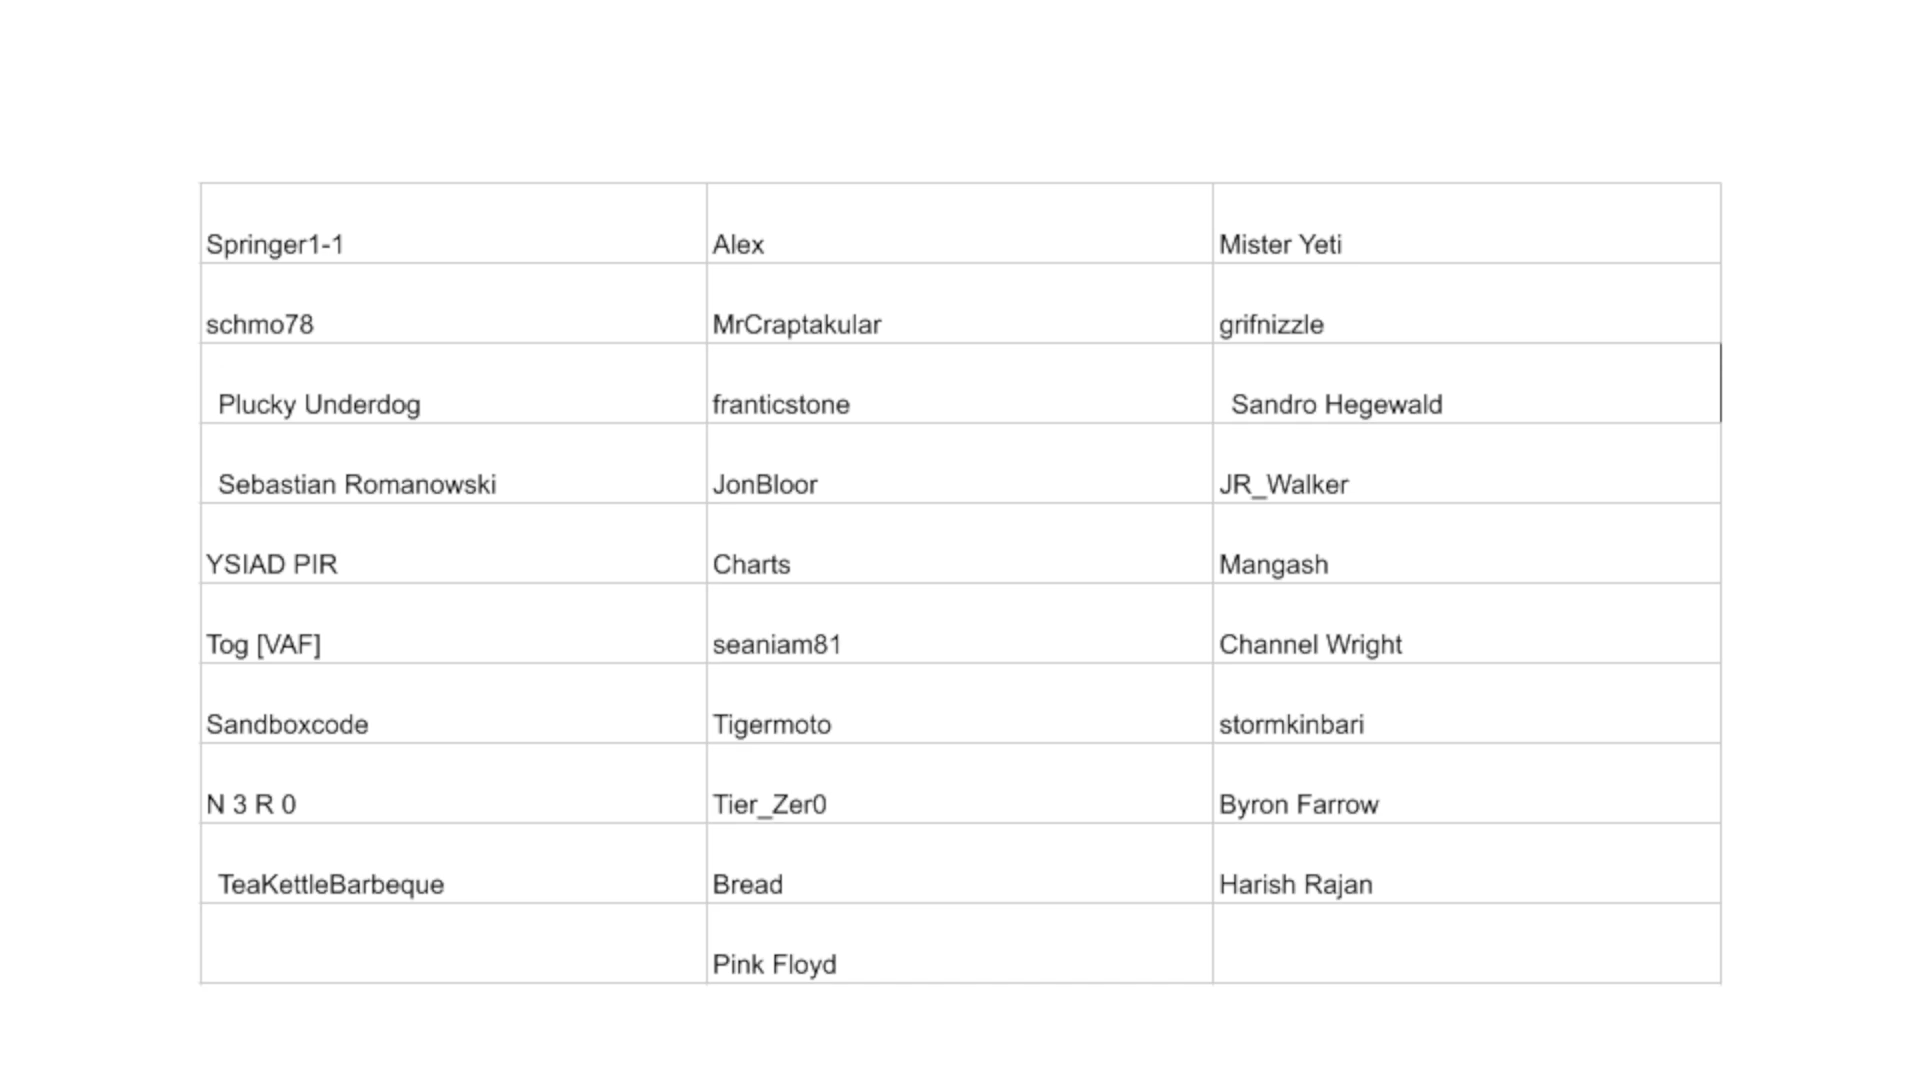 Springer1-1 Alex Mister Yeti
schmo78 MrCraptakular grifnizzle
Plucky Underdog franticstone Sandro Hegewald
Sebastian Romanowski JonBloor JR_Walker
YSIAD PIR Charts Mangash
Tog [VAF] seaniam81 Channel Wright
Sandboxcode Tigermoto stormkinbari
N 3 R 0 Tier_Zer0 Byron Farrow
TeaKettleBarbeque Bread Harish Rajan
Pink Floyd